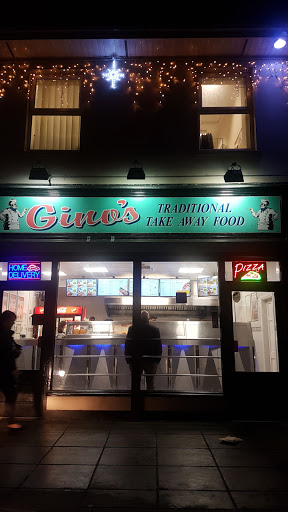 Gino's
TRADITIONAL
TAKE AWAY FOOD
HOME
DELIVERY
PIZZA